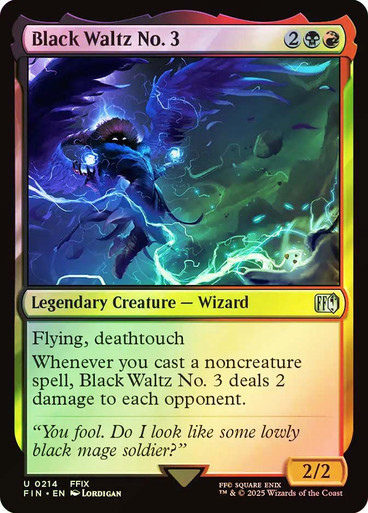 Black Waltz No. 3 2
Legendary Creature — Wizard
Flying, deathtouch
Whenever you cast a noncreature
spell, Black Waltz No. 3 deals 2
damage to each opponent.
“You fool. Do I look like some lowly
black mage soldier?”
2/2
U 0214 FFIX
FIN • EN LORDIGAN
FF© SQUARE ENIX
™ & © 2025 Wizards of the Coast